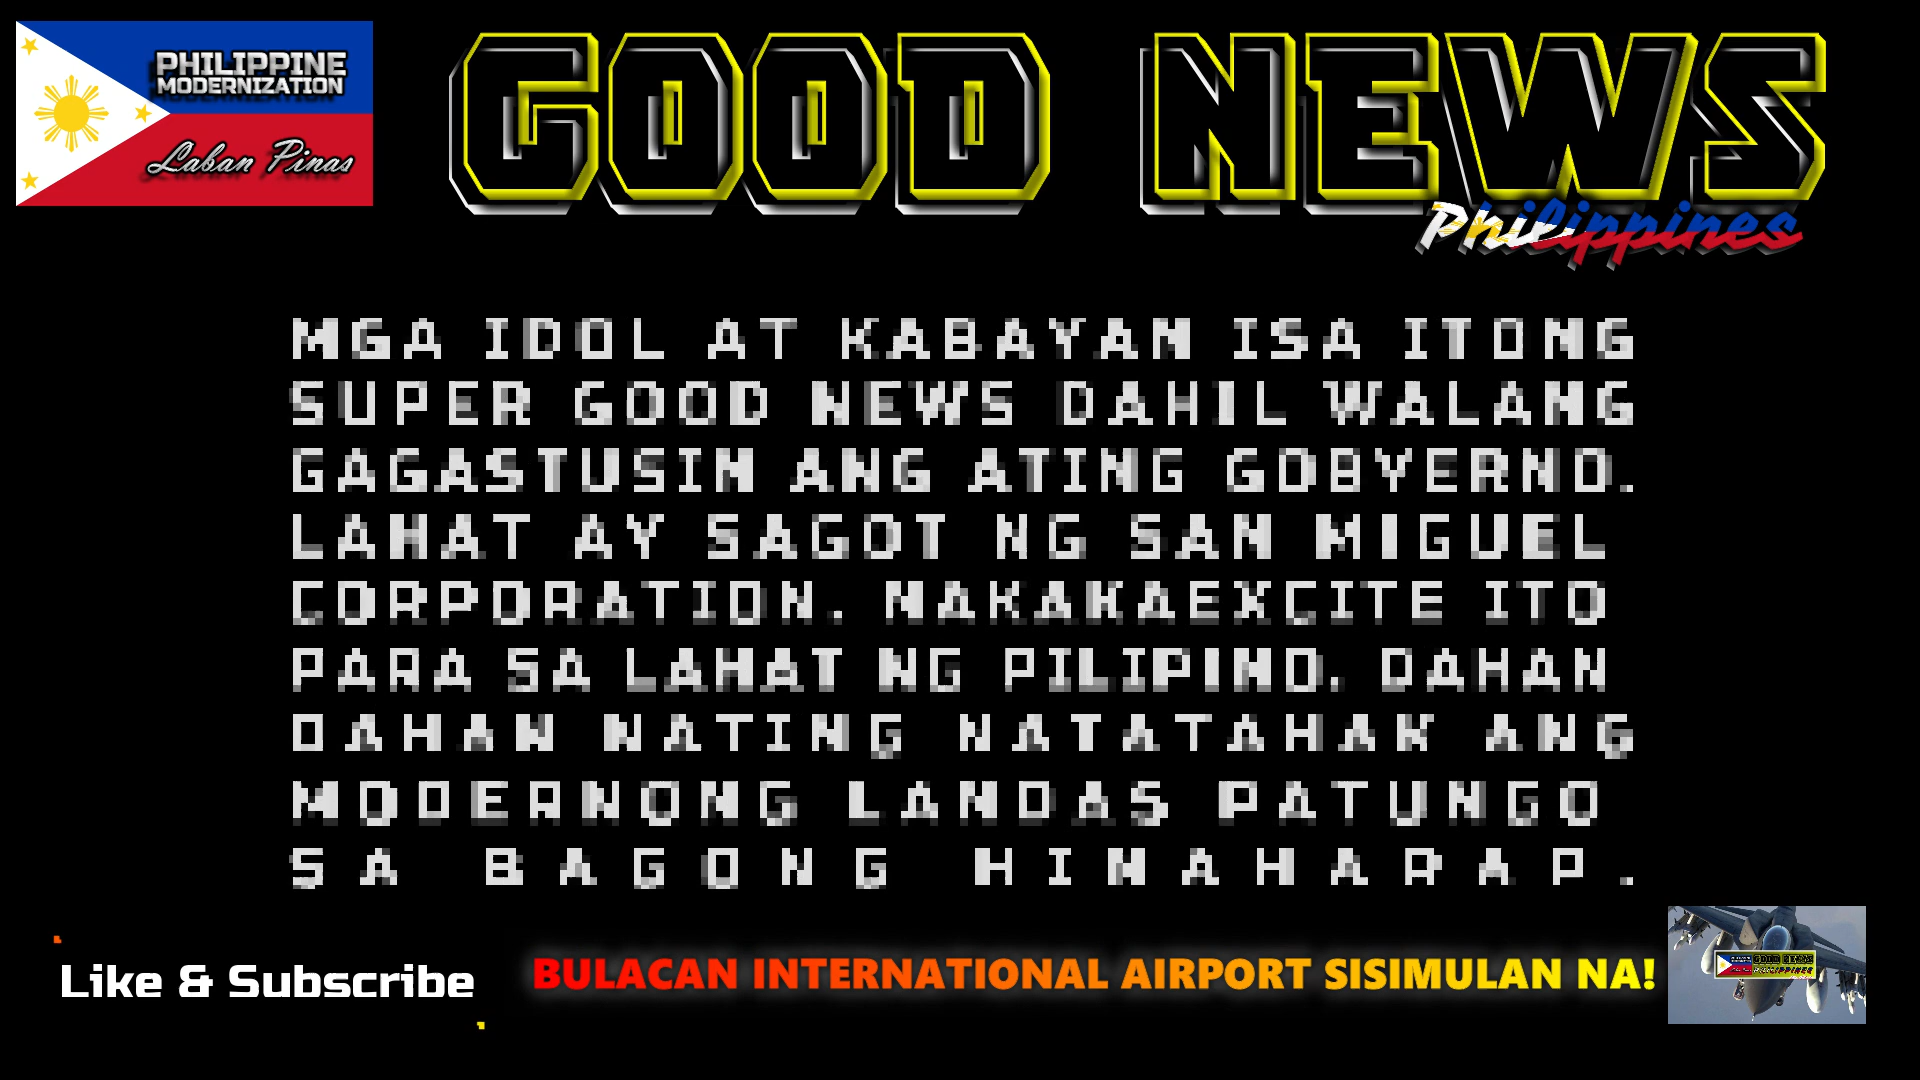 PHILIPPINE
MODERNIZATION
Laban Pinas
GOOD NEWS
Philippines
MGA IDOL AT KABAYAN ISA ITONG
SUPER GOOD NEWS DAHIL WALANG
GAGASTUSIN ANG ATING GOBYERNO.
LAHAT AY SAGOT NG SAN MIGUEL
CORPORATION. NAKAKAEXCITE ITO
PARA SA LAHAT NG PILIPINO. DAHAN
DAHAN NATING NATATAHAK ANG
MODERNONG LANDAS PATUNGO
SA BAGONG HINAHARAP.
Like & Subscribe
BULACAN INTERNATIONAL AIRPORT SISIMULAN NA!